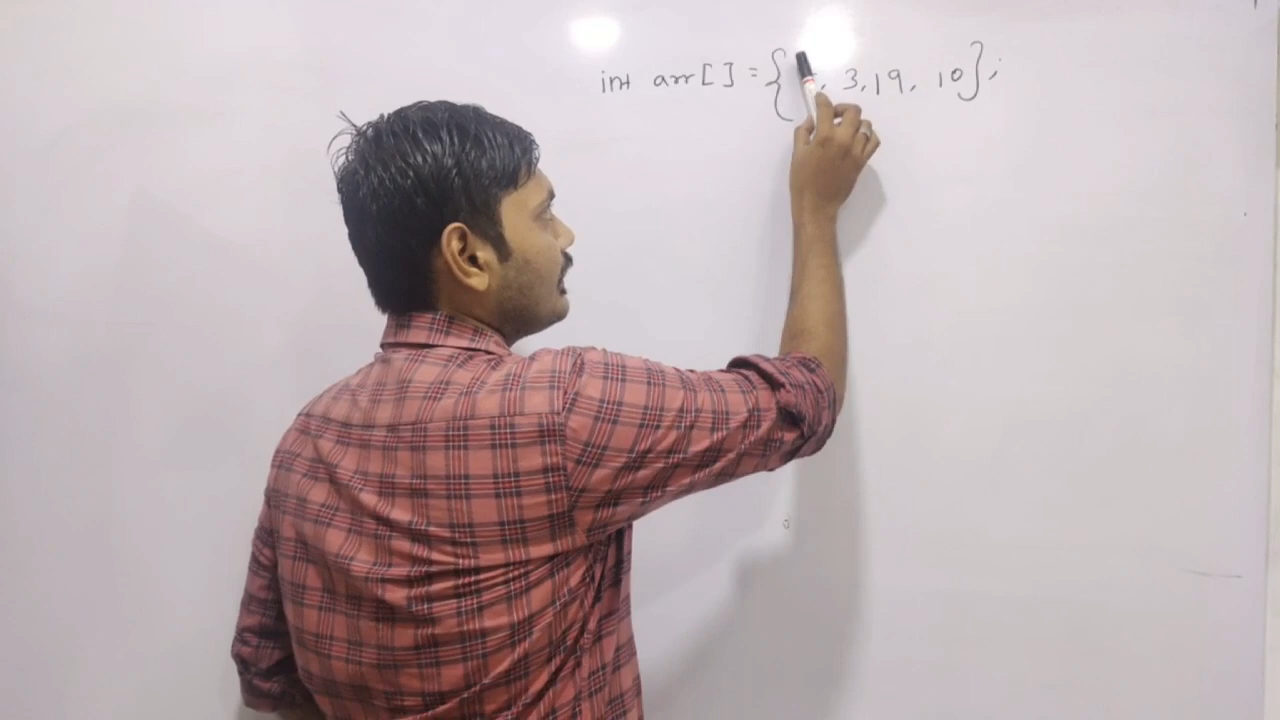 int arr[] = { , 3, 19, 10};